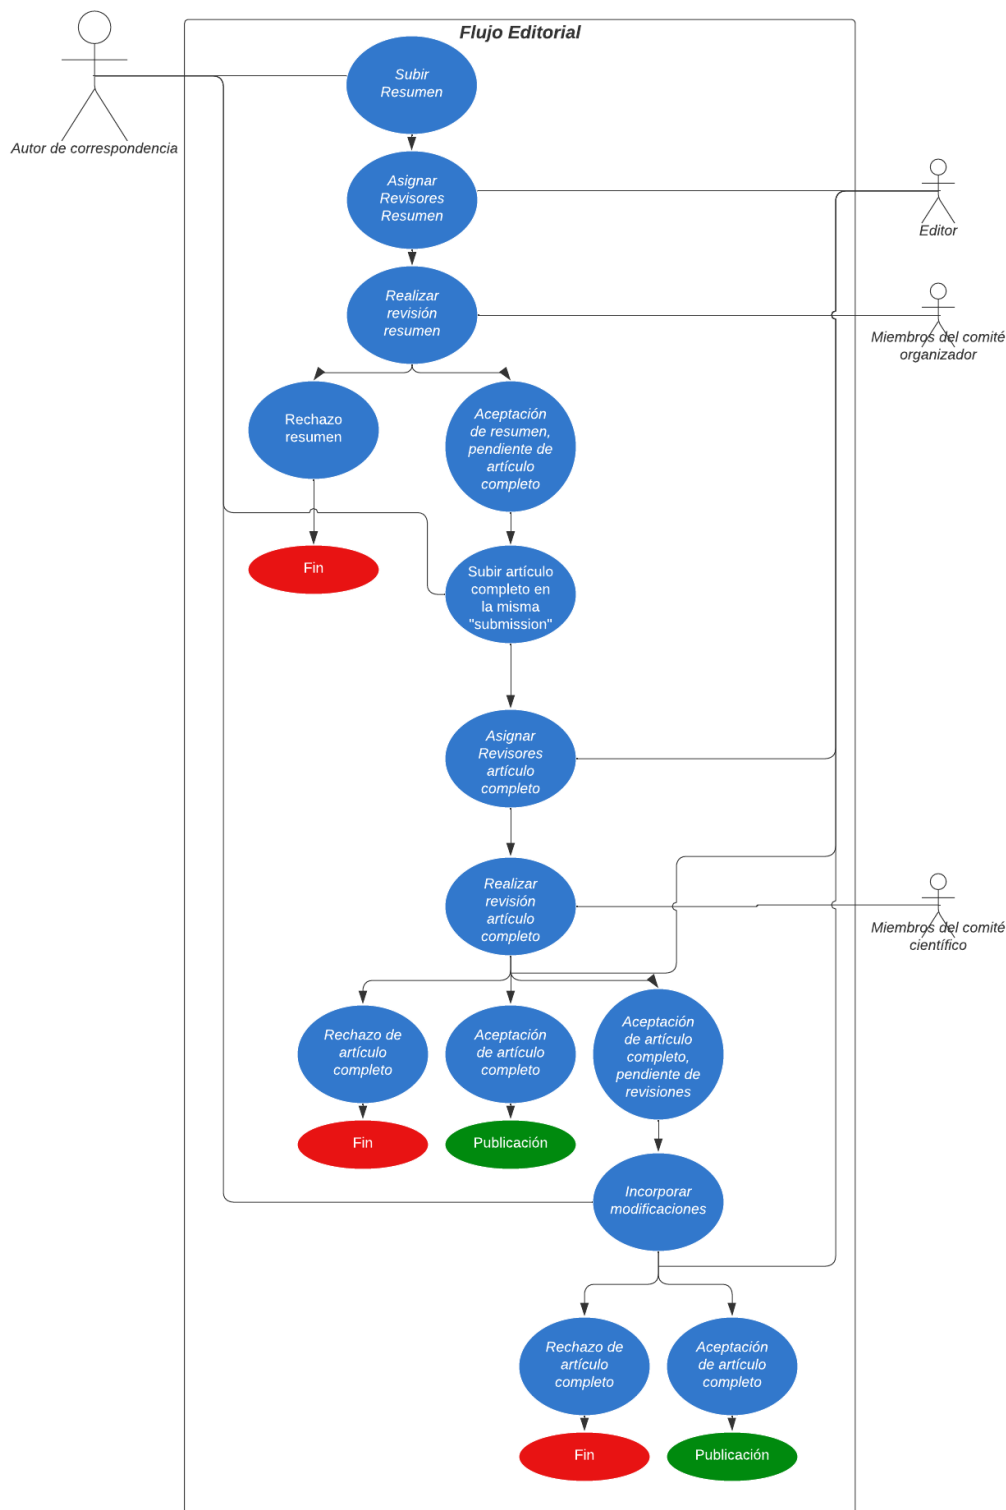 Flujo Editorial
Subir
Resumen
Autor de correspondencia
Asignar
Revisores
Resumen
Editor
Realizar
revisión
resumen
Miembros del comité
organizador
Rechazo
resumen
Aceptación
de resumen,
pendiente de
artículo
completo
Fin
Subir artículo
completo en
la misma
"submission"
Asignar
Revisores
artículo
completo
Realizar
revisión
artículo
completo
Miembros del comité
científico
Rechazo de
artículo
completo
Aceptación
de artículo
completo
Aceptación
de artículo
completo,
pendiente de
revisiones
Fin
Publicación
Incorporar
modificaciones
Rechazo de
artículo
completo
Aceptación
de artículo
completo
Fin
Publicación